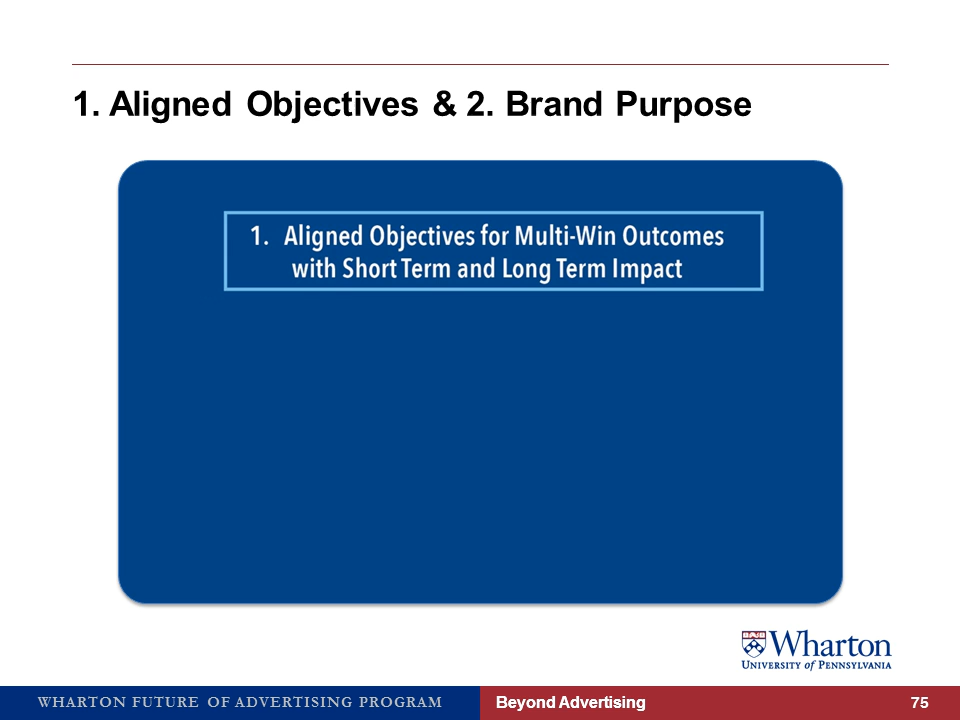 1. Aligned Objectives & 2. Brand Purpose
1. Aligned Objectives for Multi-Win Outcomes
with Short Term and Long Term Impact
Wharton
UNIVERSITY of PENNSYLVANIA
WHARTON FUTURE OF ADVERTISING PROGRAM
Beyond Advertising
75